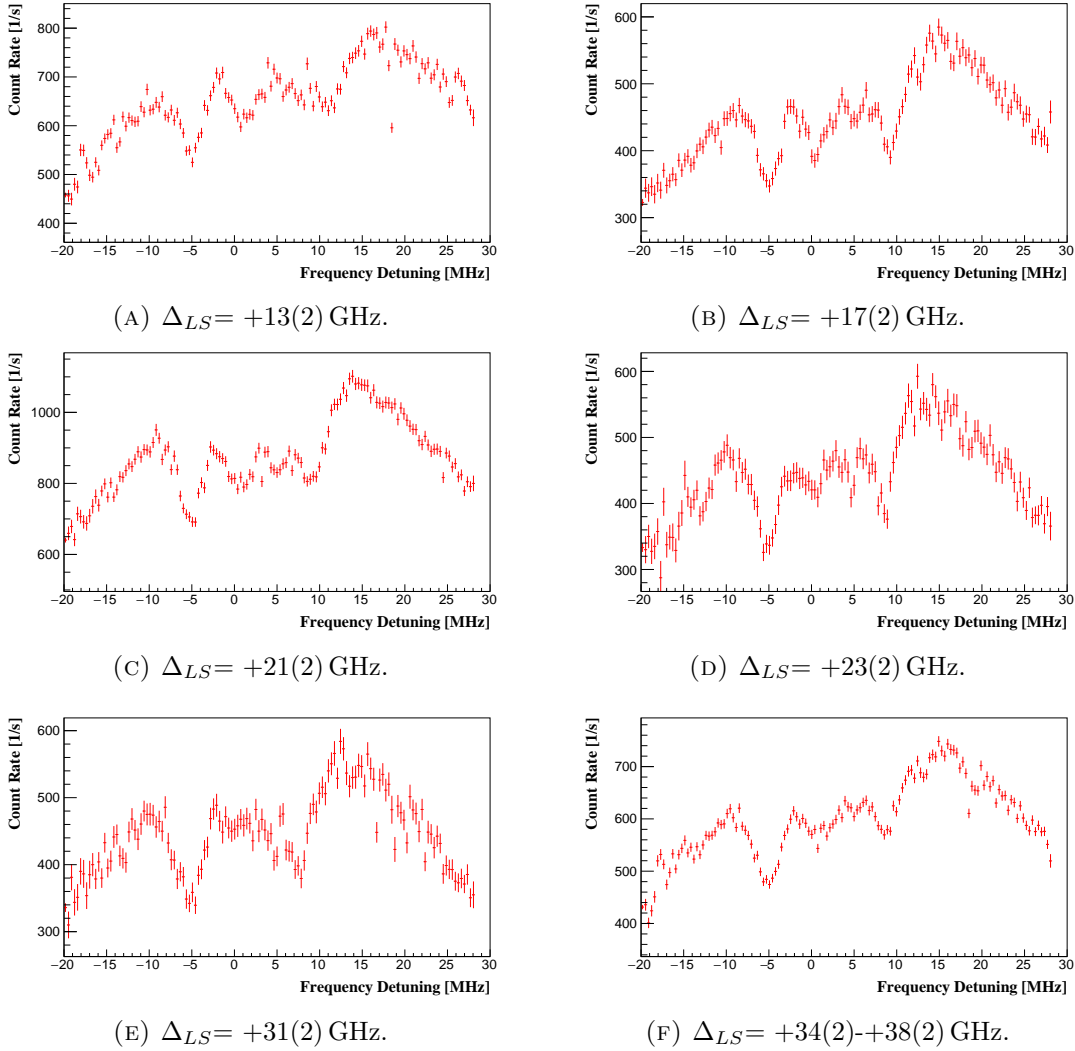 Count Rate [1/s]
800
700
600
500
400
−20 −15 −10 −5 0 5 10 15 20 25 30
Frequency Detuning [MHz]
(A) Δ_LS= +13(2) GHz.
Count Rate [1/s]
600
500
400
300
−20 −15 −10 −5 0 5 10 15 20 25 30
Frequency Detuning [MHz]
(B) Δ_LS= +17(2) GHz.
Count Rate [1/s]
1000
800
600
−20 −15 −10 −5 0 5 10 15 20 25 30
Frequency Detuning [MHz]
(C) Δ_LS= +21(2) GHz.
Count Rate [1/s]
600
500
400
300
−20 −15 −10 −5 0 5 10 15 20 25 30
Frequency Detuning [MHz]
(D) Δ_LS= +23(2) GHz.
Count Rate [1/s]
600
500
400
300
−20 −15 −10 −5 0 5 10 15 20 25 30
Frequency Detuning [MHz]
(E) Δ_LS= +31(2) GHz.
Count Rate [1/s]
700
600
500
400
−20 −15 −10 −5 0 5 10 15 20 25 30
Frequency Detuning [MHz]
(F) Δ_LS= +34(2)-+38(2) GHz.